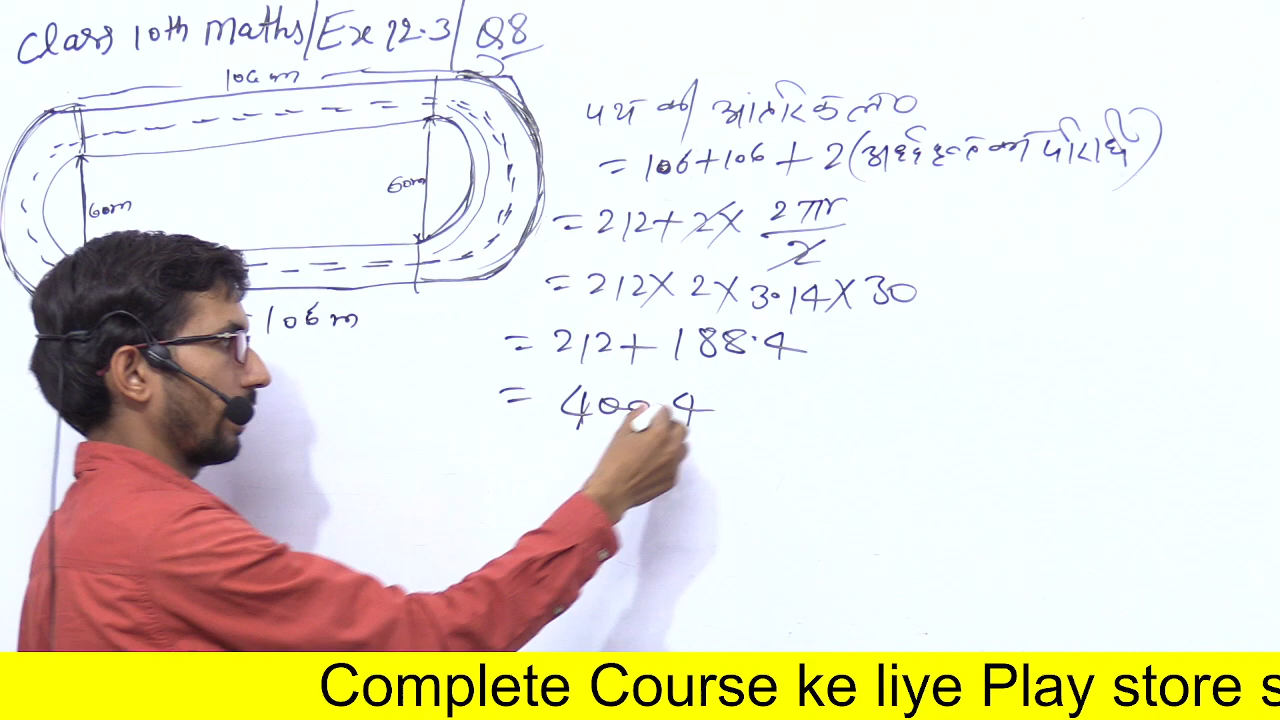 Class 10th Maths/Ex 12.3/ Q8
106 m
60m
60m
106 m
पथ की आंतरिक ल०
= 106+106 + 2(अर्धवृत्त का परिधि)
= 212 + 2 × 2πr/2
= 212 × 2 × 3.14 × 30
= 212 + 188.4
= 400 4
Complete Course ke liye Play store s